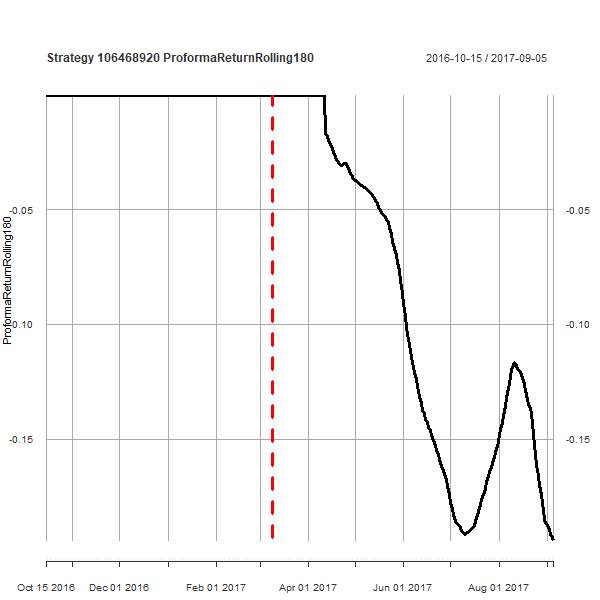 Strategy 106468920 ProformaReturnRolling180
2016-10-15 / 2017-09-05
ProformaReturnRolling180
-0.05
-0.10
-0.15
-0.05
-0.10
-0.15
Oct 15 2016
Dec 01 2016
Feb 01 2017
Apr 01 2017
Jun 01 2017
Aug 01 2017